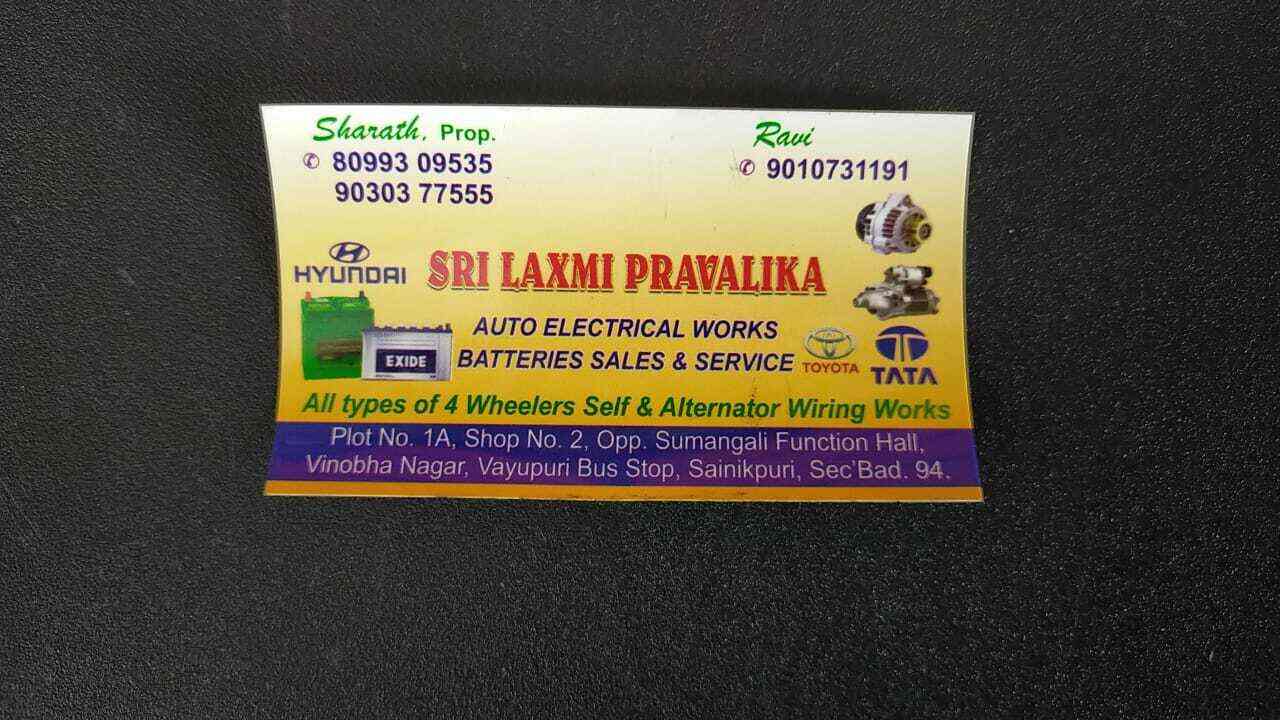 Sharath, Prop.
✆ 80993 09535
90303 77555
Ravi
✆ 9010731191
HYUNDAI
SRI LAXMI PRAVALIKA
AUTO ELECTRICAL WORKS
EXIDE
BATTERIES SALES & SERVICE
TOYOTA
TATA
All types of 4 Wheelers Self & Alternator Wiring Works
Plot No. 1A, Shop No. 2, Opp. Sumangali Function Hall,
Vinobha Nagar, Vayupuri Bus Stop, Sainikpuri, Sec'Bad. 94.